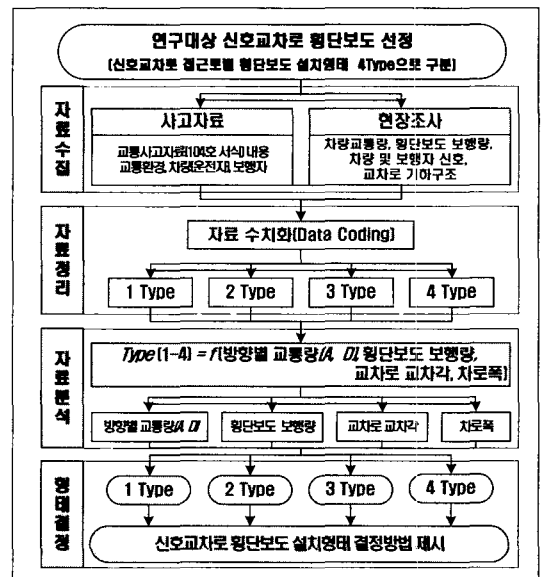 연구대상 신호교차로 횡단보도 선정
(신호교차로 접근로별 횡단보도 설치형태 4Type으로 구분)
자료수집
사고자료
교통사고자료(104호 서식) 내용
교통환경, 차량(운전자), 보행자
현장조사
차량교통량, 횡단보도 보행량,
차량 및 보행자 신호,
교차로 기하구조
자료정리
자료 수치화(Data Coding)
1 Type
2 Type
3 Type
4 Type
자료분석
Type (1-4) = f(방향별 교통량(A, D), 횡단보도 보행량,
교차로 교차각, 차로폭)
방향별 교통량(A, D)
횡단보도 보행량
교차로 교차각
차로폭
형태결정
1 Type
2 Type
3 Type
4 Type
신호교차로 횡단보도 설치형태 결정방법 제시